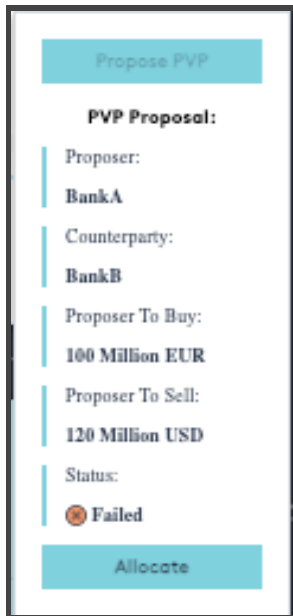 Propose PVP
PVP Proposal:
Proposer:
BankA
Counterparty:
BankB
Proposer To Buy:
100 Million EUR
Proposer To Sell:
120 Million USD
Status:
Failed
Allocate